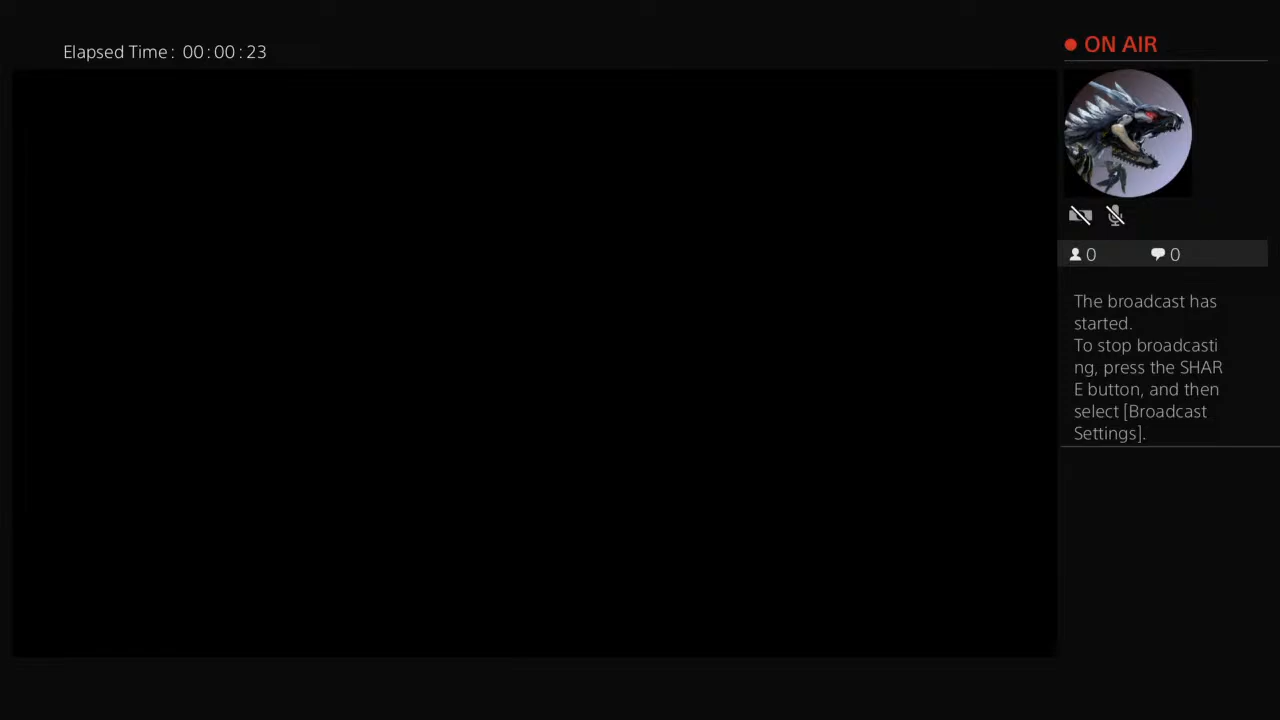 Elapsed Time: 00:00:23
ON AIR
0 0
The broadcast has
started.
To stop broadcasti
ng, press the SHAR
E button, and then
select [Broadcast
Settings].